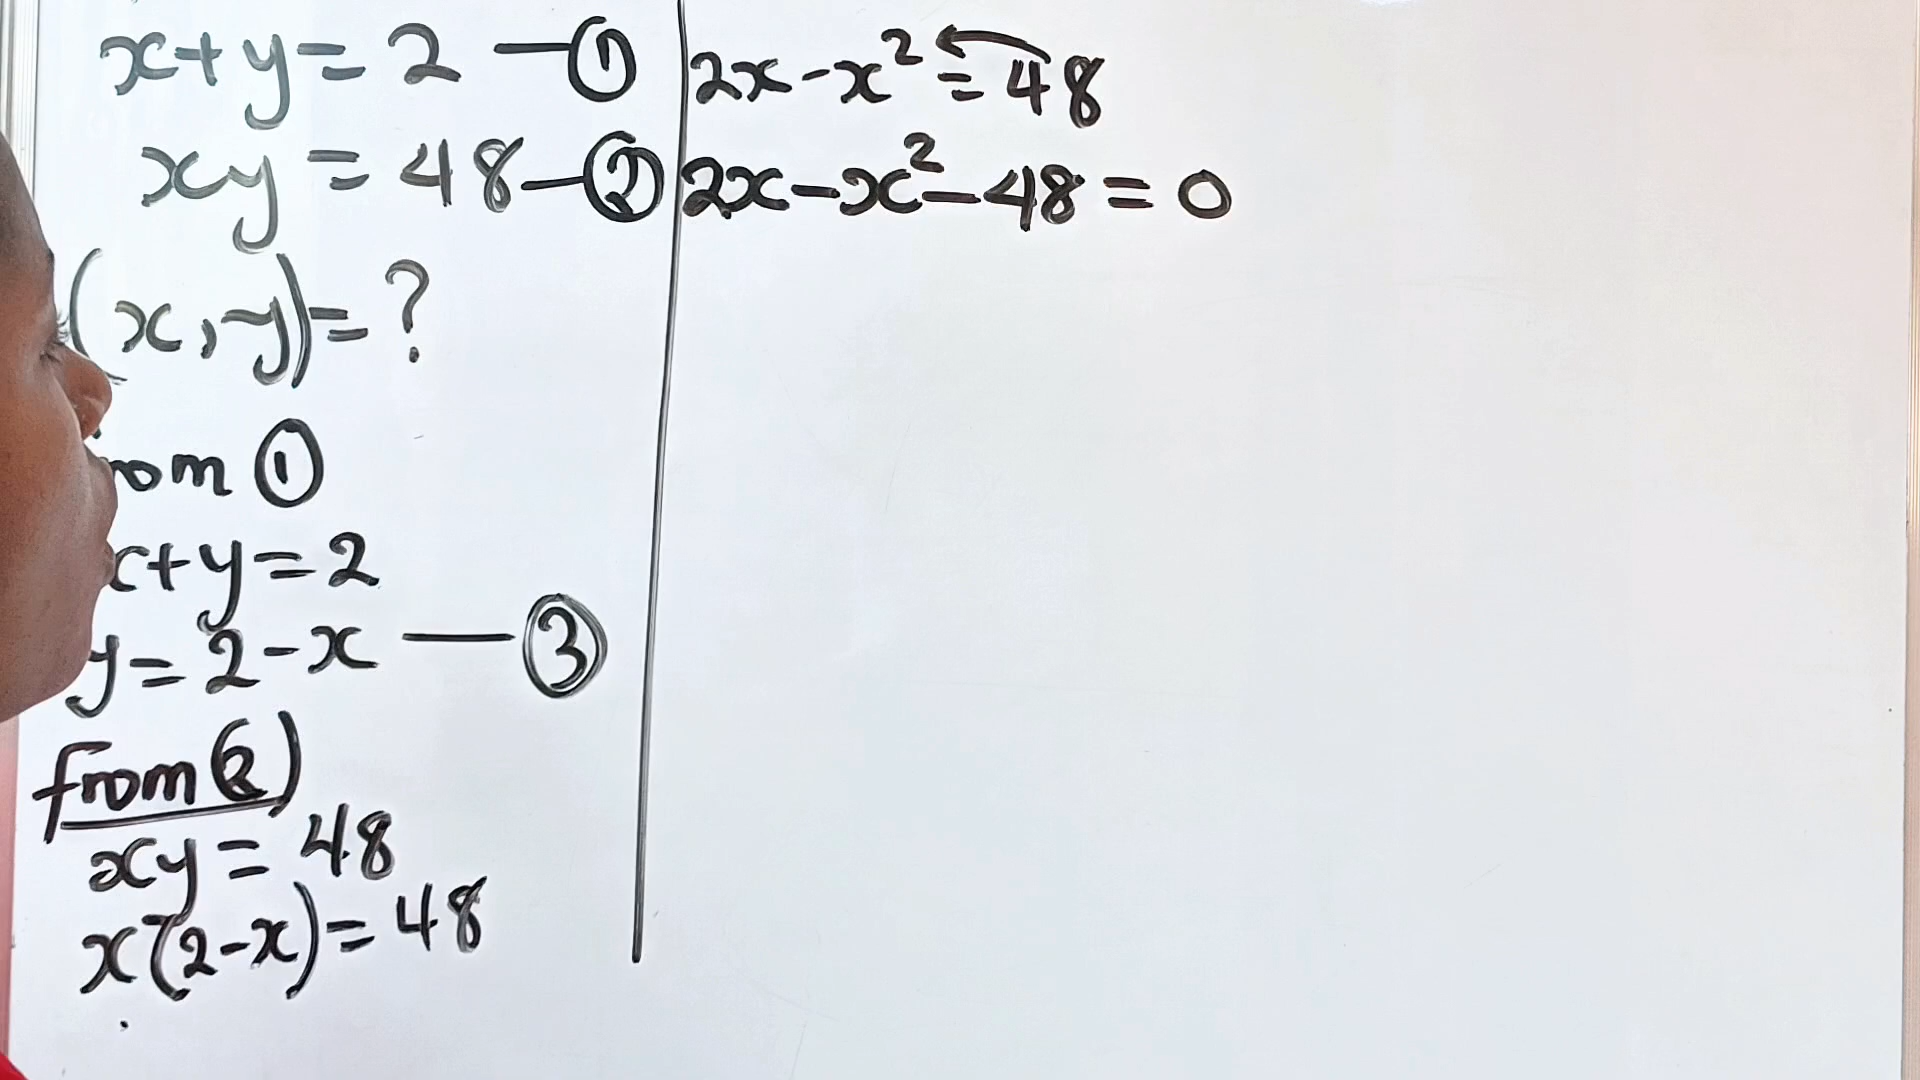 x+y=2 —①
xy=48—②
(x,y)=?
rom ①
x+y=2
y=2-x —③
from (2)
xy=48
x(2-x)=48
2x-x²=48
2x-x²-48=0